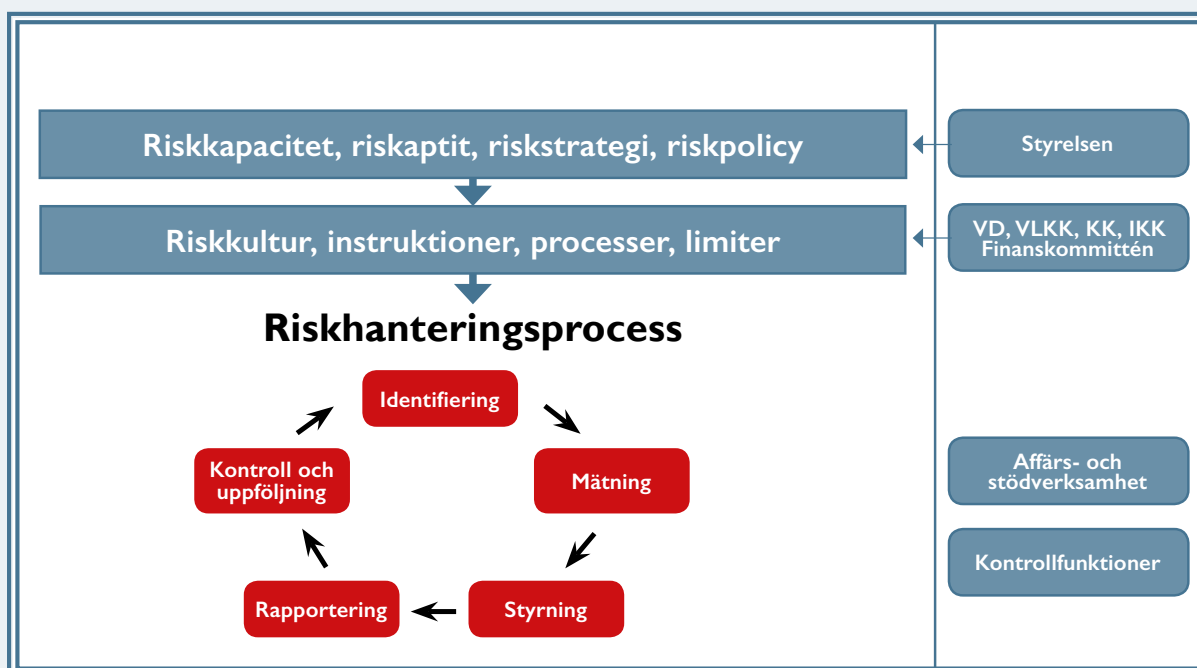 Riskkapacitet, riskaptit, riskstrategi, riskpolicy
Styrelsen
Riskkultur, instruktioner, processer, limiter
VD, VLKK, KK, IKK
Finanskommittén
Riskhanteringsprocess
Identifiering
Kontroll och
uppföljning
Mätning
Rapportering
Styrning
Affärs- och
stödverksamhet
Kontrollfunktioner